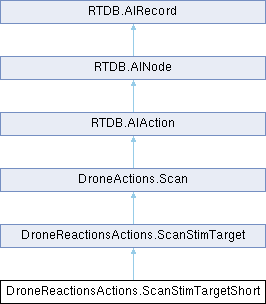 RTDB.AIRecord
RTDB.AINode
RTDB.AIAction
DroneActions.Scan
DroneReactionsActions.ScanStimTarget
DroneReactionsActions.ScanStimTargetShort